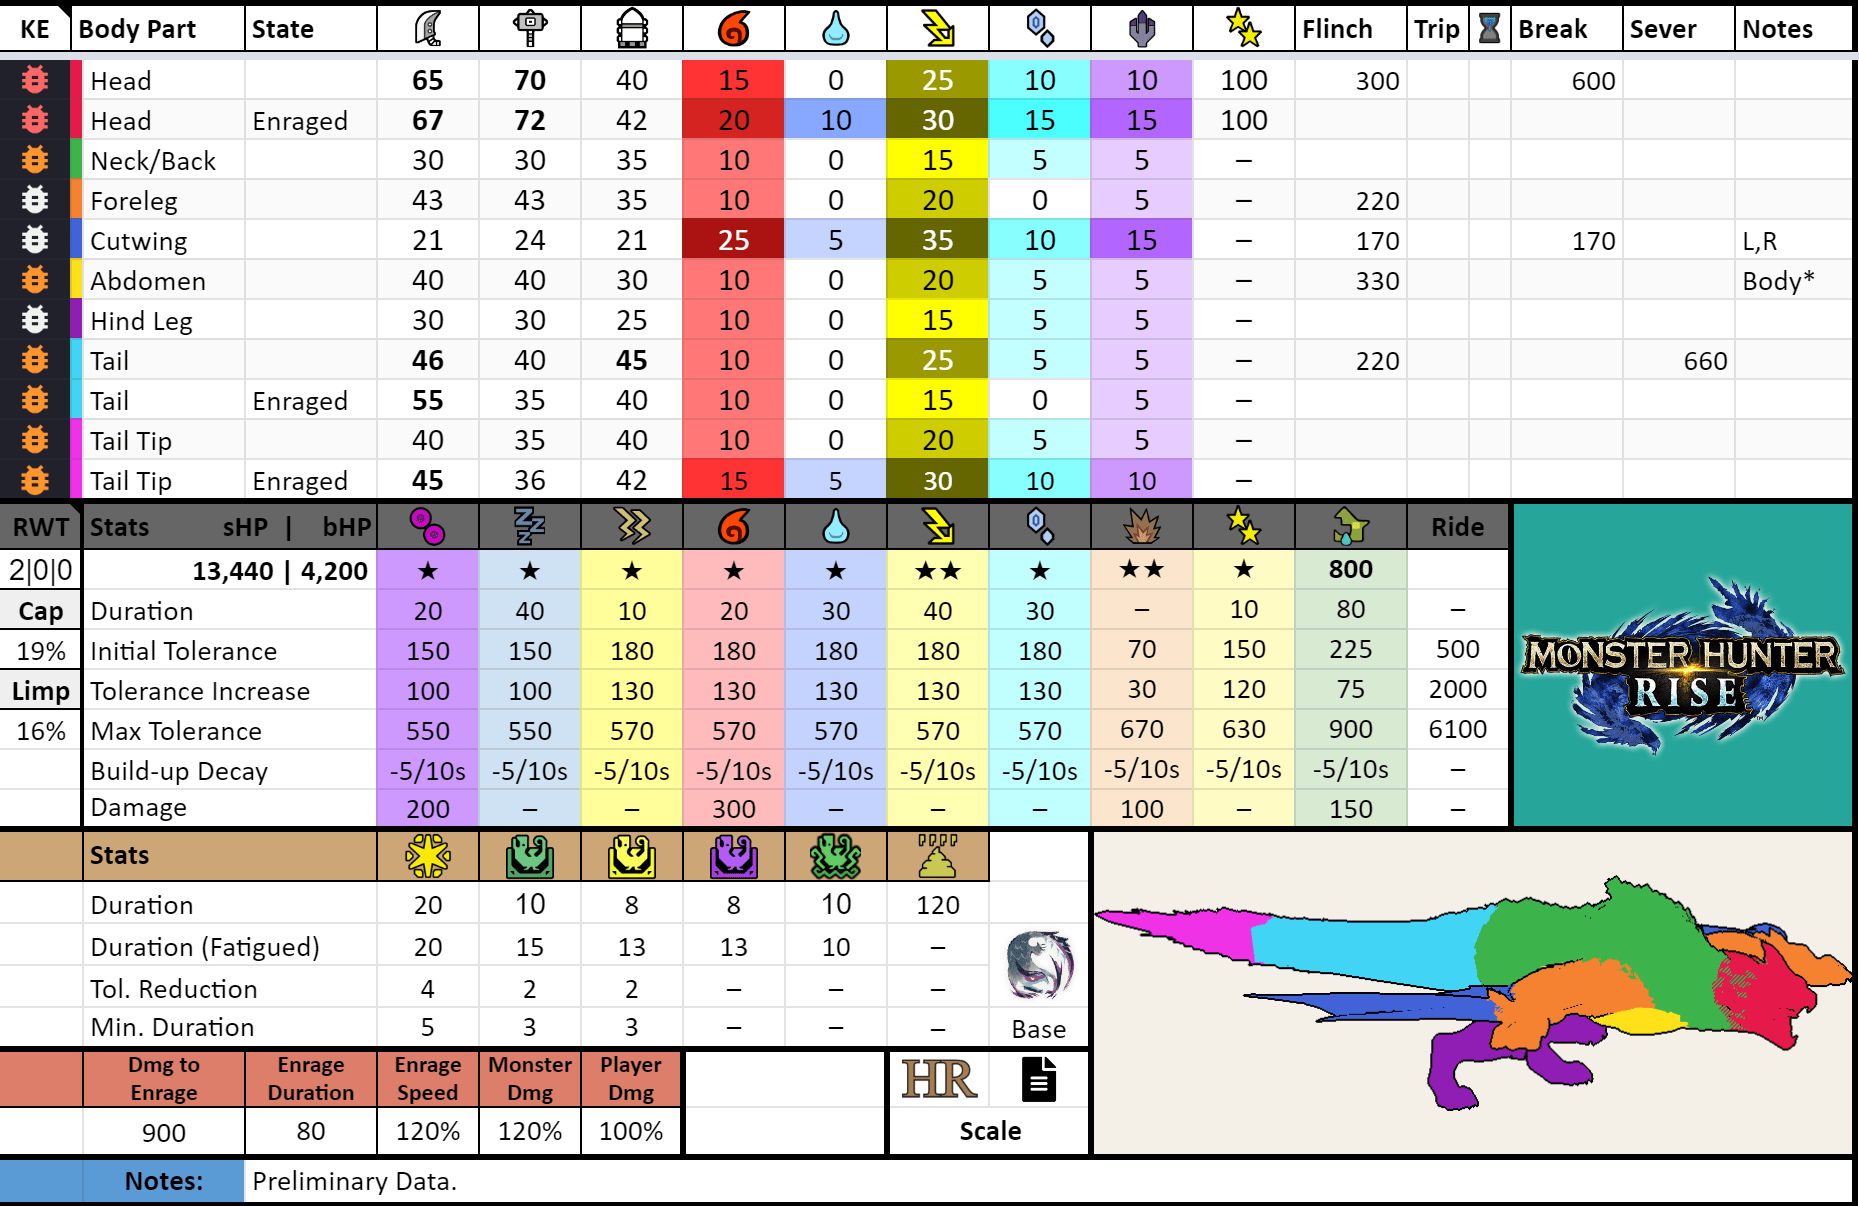 KE Body Part State Flinch Trip Break Sever Notes
Head 65 70 40 15 0 25 10 10 100 300 600
Head Enraged 67 72 42 20 10 30 15 15 100
Neck/Back 30 30 35 10 0 15 5 5 –
Foreleg 43 43 35 10 0 20 0 5 – 220
Cutwing 21 24 21 25 5 35 10 15 – 170 170 L,R
Abdomen 40 40 30 10 0 20 5 5 – 330 Body*
Hind Leg 30 30 25 10 0 15 5 5 –
Tail 46 40 45 10 0 25 5 5 – 220 660
Tail Enraged 55 35 40 10 0 15 0 5 –
Tail Tip 40 35 40 10 0 20 5 5 –
Tail Tip Enraged 45 36 42 15 5 30 10 10 –
RWT Stats sHP | bHP Ride
2|0|0 13,440 | 4,200 ★ ★ ★ ★ ★ ★★ ★ ★★ ★ 800
Cap Duration 20 40 10 20 30 40 30 – 10 80 –
19% Initial Tolerance 150 150 180 180 180 180 180 70 150 225 500
Limp Tolerance Increase 100 100 130 130 130 130 130 30 120 75 2000
16% Max Tolerance 550 550 570 570 570 570 570 670 630 900 6100
Build-up Decay -5/10s -5/10s -5/10s -5/10s -5/10s -5/10s -5/10s -5/10s -5/10s -5/10s –
Damage 200 – – 300 – – – 100 – 150 –
MONSTER HUNTER
RISE
Stats
Duration 20 10 8 8 10 120
Duration (Fatigued) 20 15 13 13 10 –
Tol. Reduction 4 2 2 – – –
Min. Duration 5 3 3 – – – Base
Dmg to Enrage Enrage Duration Enrage Speed Monster Dmg Player Dmg HR
900 80 120% 120% 100% Scale
Notes: Preliminary Data.